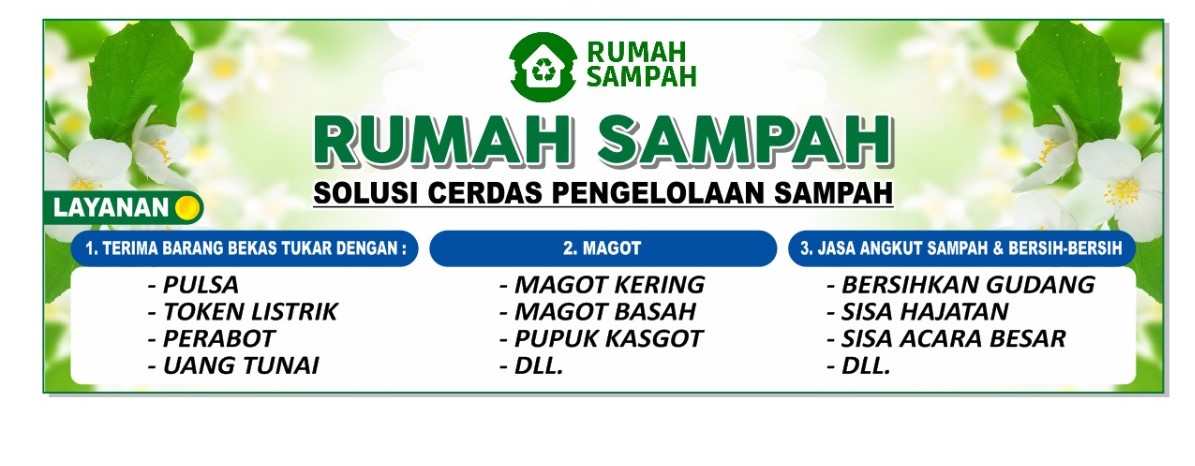 RUMAH
SAMPAH
RUMAH SAMPAH
SOLUSI CERDAS PENGELOLAAN SAMPAH
LAYANAN
1. TERIMA BARANG BEKAS TUKAR DENGAN :
- PULSA
- TOKEN LISTRIK
- PERABOT
- UANG TUNAI
2. MAGOT
- MAGOT KERING
- MAGOT BASAH
- PUPUK KASGOT
- DLL.
3. JASA ANGKUT SAMPAH & BERSIH-BERSIH
- BERSIHKAN GUDANG
- SISA HAJATAN
- SISA ACARA BESAR
- DLL.